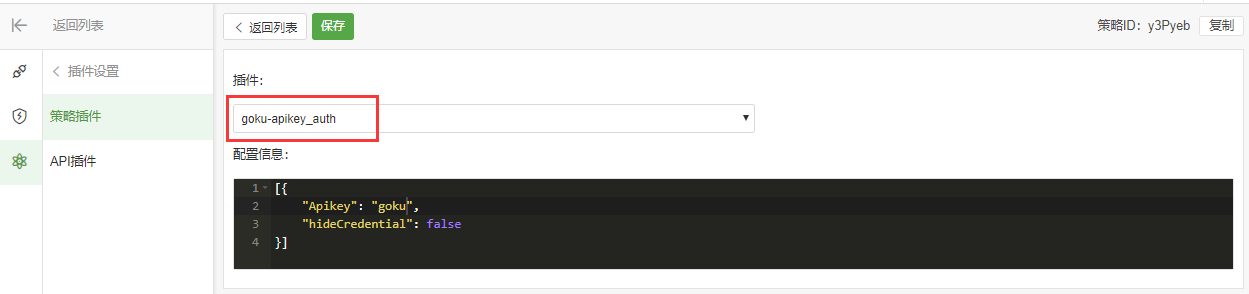 返回列表
返回列表
保存
策略ID：y3Pyeb
复制
插件设置
策略插件
API插件
插件：
goku-apikey_auth
配置信息：
1 [{
2 "Apikey": "goku",
3 "hideCredential": false
4 }]